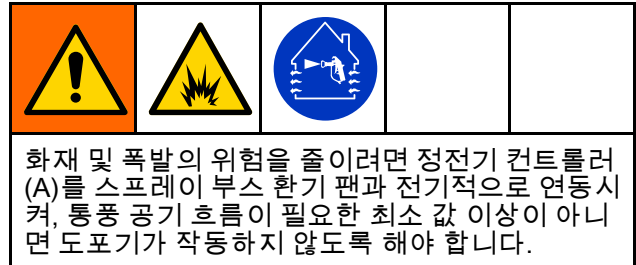 화재 및 폭발의 위험을 줄이려면 정전기 컨트롤러
(A)를 스프레이 부스 환기 팬과 전기적으로 연동시
켜, 통풍 공기 흐름이 필요한 최소 값 이상이 아니
면 도포기가 작동하지 않도록 해야 합니다.